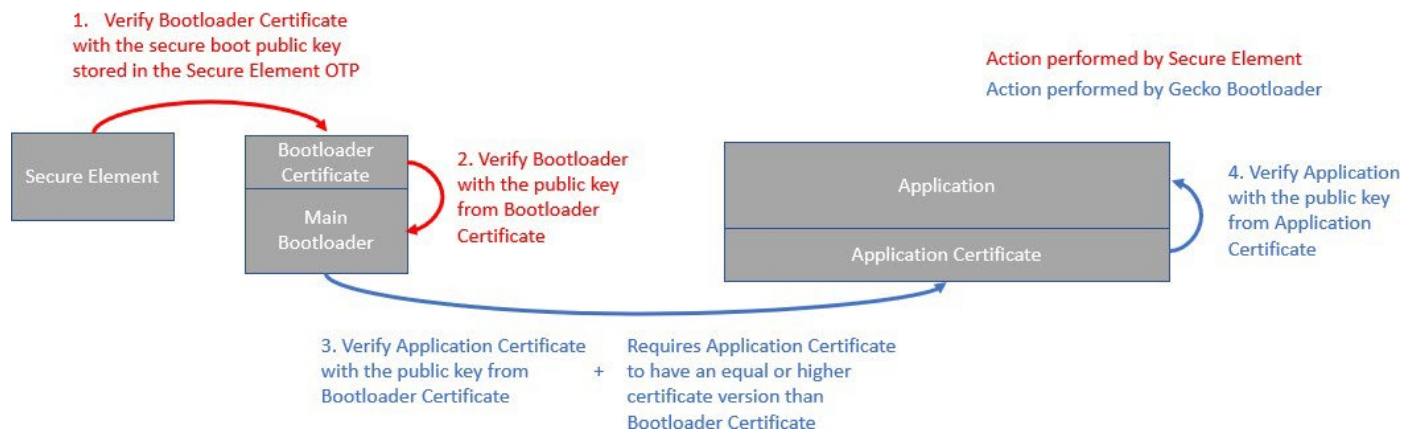 1. Verify Bootloader Certificate
with the secure boot public key
stored in the Secure Element OTP
Action performed by Secure Element
Action performed by Gecko Bootloader
Secure Element
Bootloader
Certificate
Main
Bootloader
2. Verify Bootloader
with the public key
from Bootloader
Certificate
Application
Application Certificate
4. Verify Application
with the public key
from Application
Certificate
3. Verify Application Certificate
with the public key from
Bootloader Certificate
+
Requires Application Certificate
to have an equal or higher
certificate version than
Bootloader Certificate